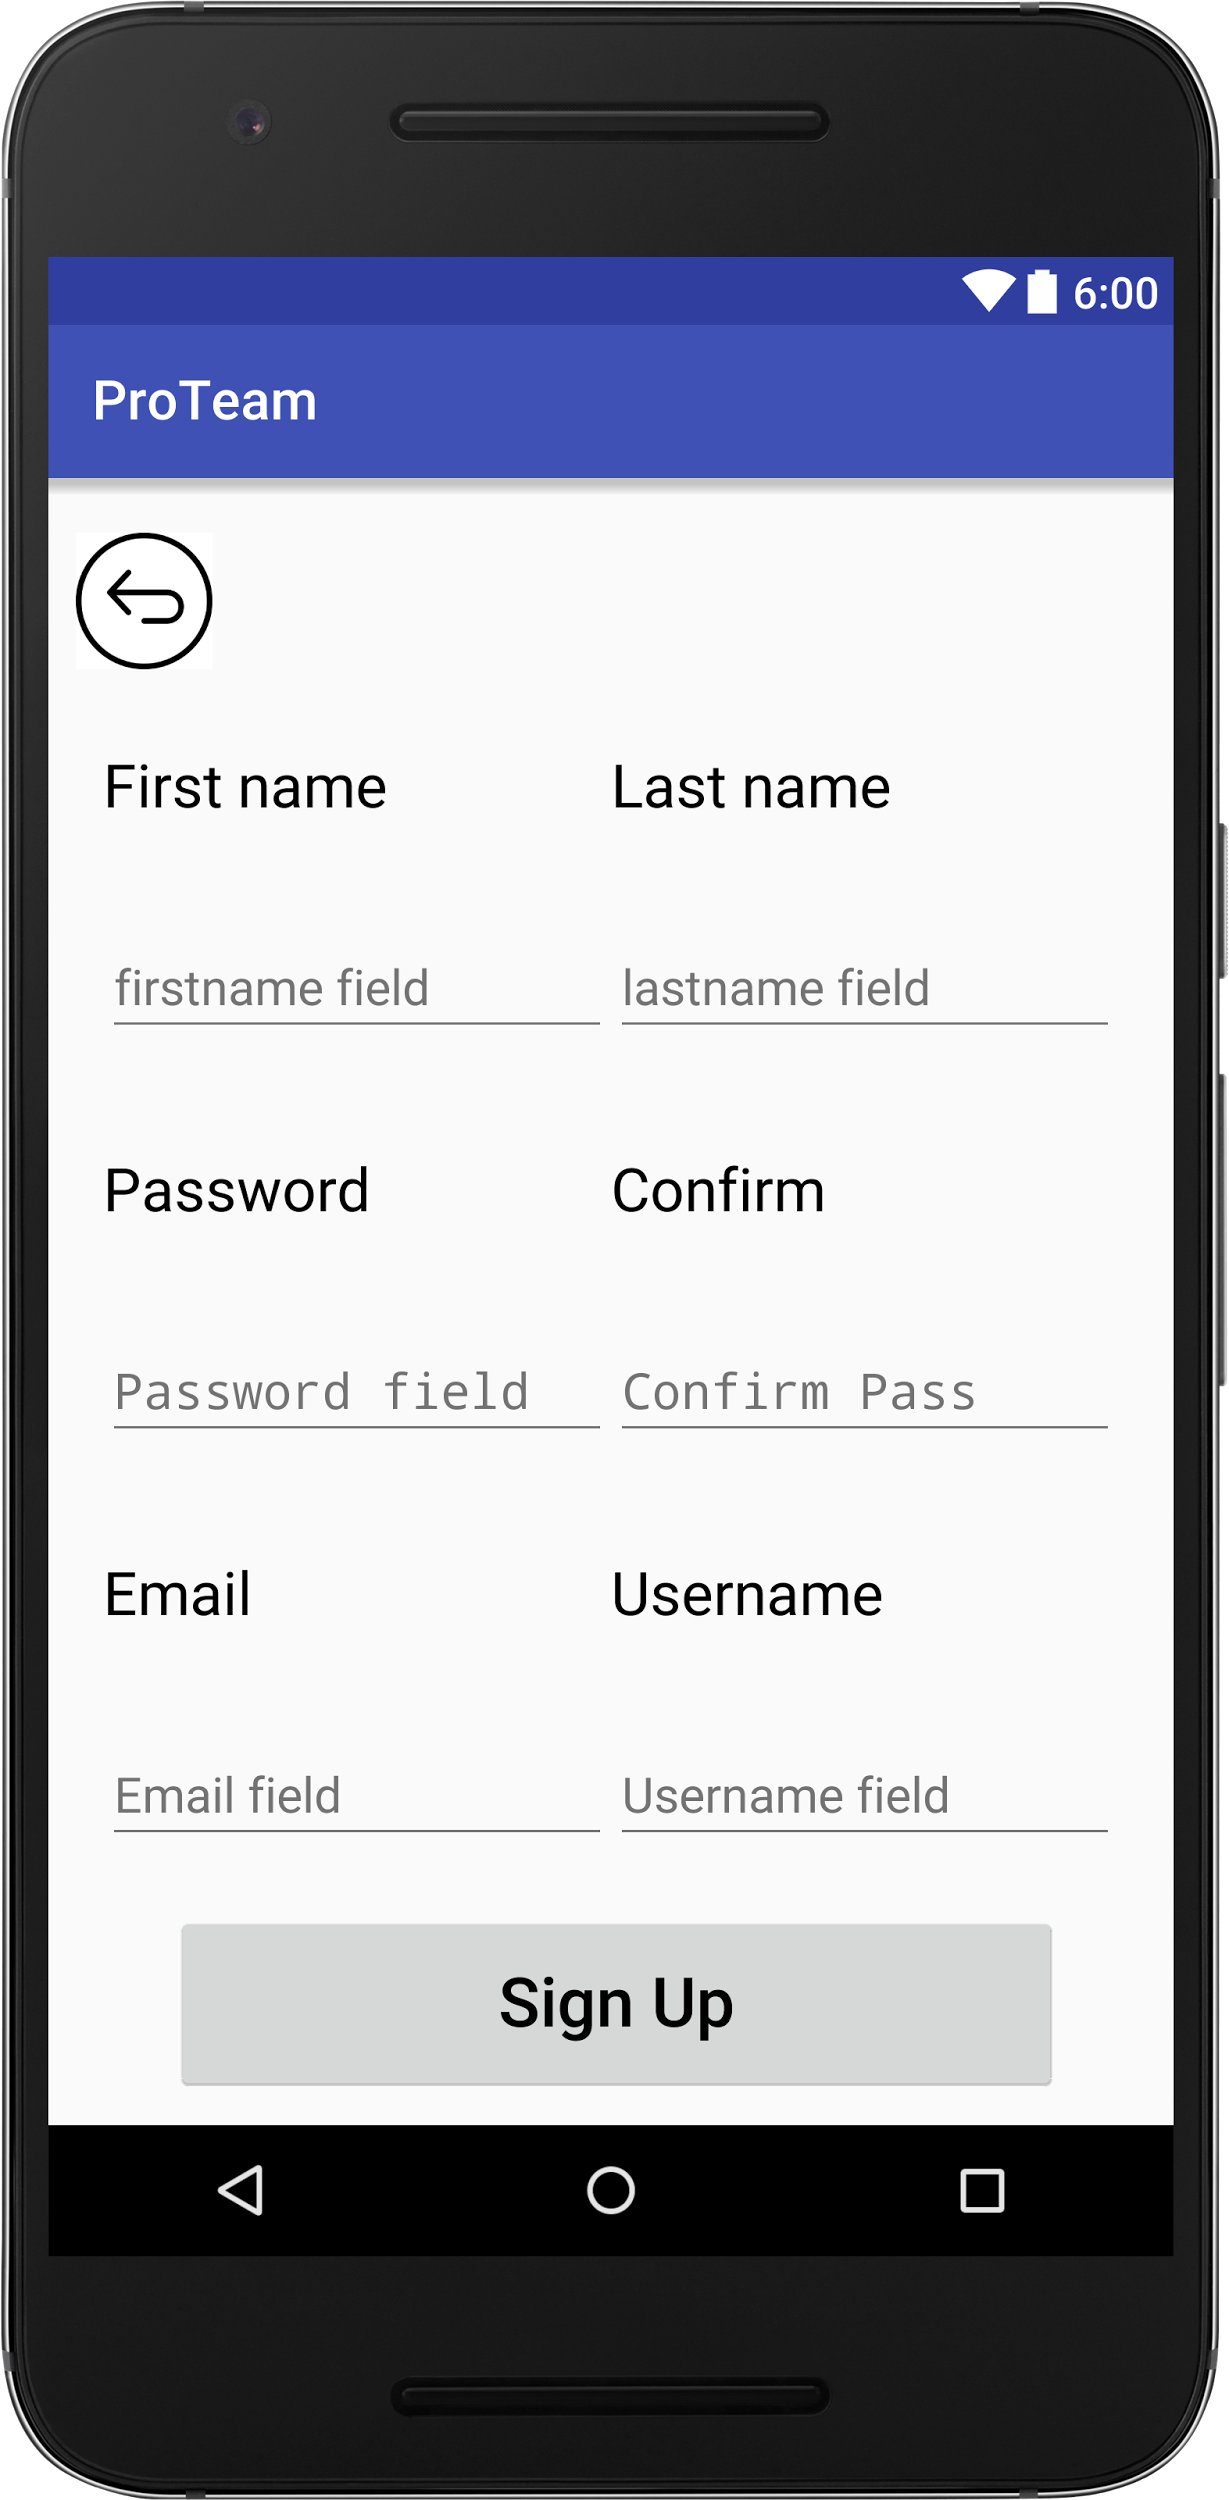 6:00
ProTeam
First name Last name
firstname field lastname field
Password Confirm
Password field Confirm Pass
Email Username
Email field Username field
Sign Up